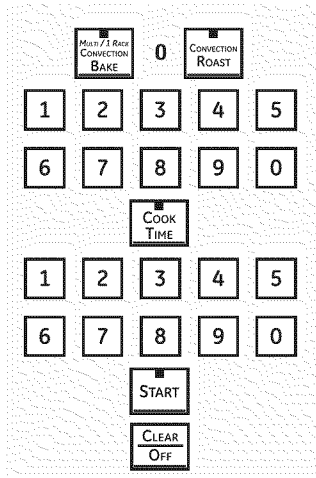 MULTI / 1 RACK CONVECTION BAKE 0 CONVECTION ROAST
1 2 3 4 5
6 7 8 9 0
COOK TIME
1 2 3 4 5
6 7 8 9 0
START
CLEAR
OFF